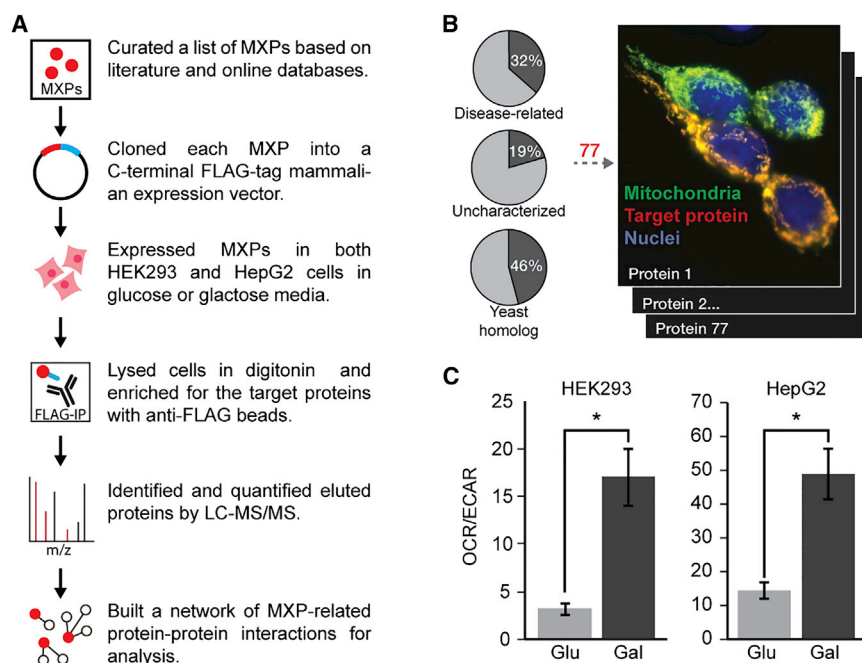 A
MXPs
Curated a list of MXPs based on
literature and online databases.
Cloned each MXP into a
C-terminal FLAG-tag mammali-
an expression vector.
Expressed MXPs in both
HEK293 and HepG2 cells in
glucose or glactose media.
FLAG-IP
Lysed cells in digitonin and
enriched for the target proteins
with anti-FLAG beads.
m/z
Identified and quantified eluted
proteins by LC-MS/MS.
Built a network of MXP-related
protein-protein interactions for
analysis.
B
32%
Disease-related
19%
Uncharacterized
46%
Yeast
homolog
77
Mitochondria
Target protein
Nuclei
Protein 1
Protein 2...
Protein 77
C
HEK293
OCR/ECAR
25
20
15
10
5
0
*
Glu Gal
HepG2
70
60
50
40
30
20
10
0
*
Glu Gal